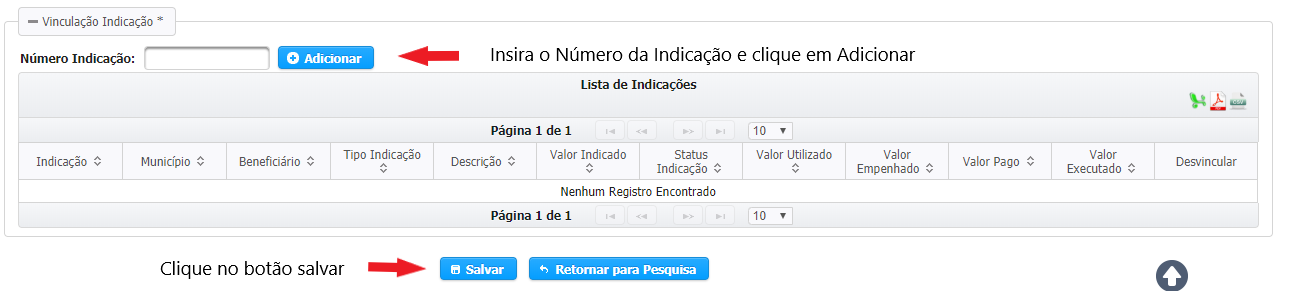 Vinculação Indicação *
Número Indicação: Adicionar Insira o Número da Indicação e clique em Adicionar
Lista de Indicações
Página 1 de 1 10
Indicação Município Beneficiário Tipo Indicação Descrição Valor Indicado Status Indicação Valor Utilizado Valor Empenhado Valor Pago Valor Executado Desvincular
Nenhum Registro Encontrado
Página 1 de 1 10
Clique no botão salvar Salvar Retornar para Pesquisa